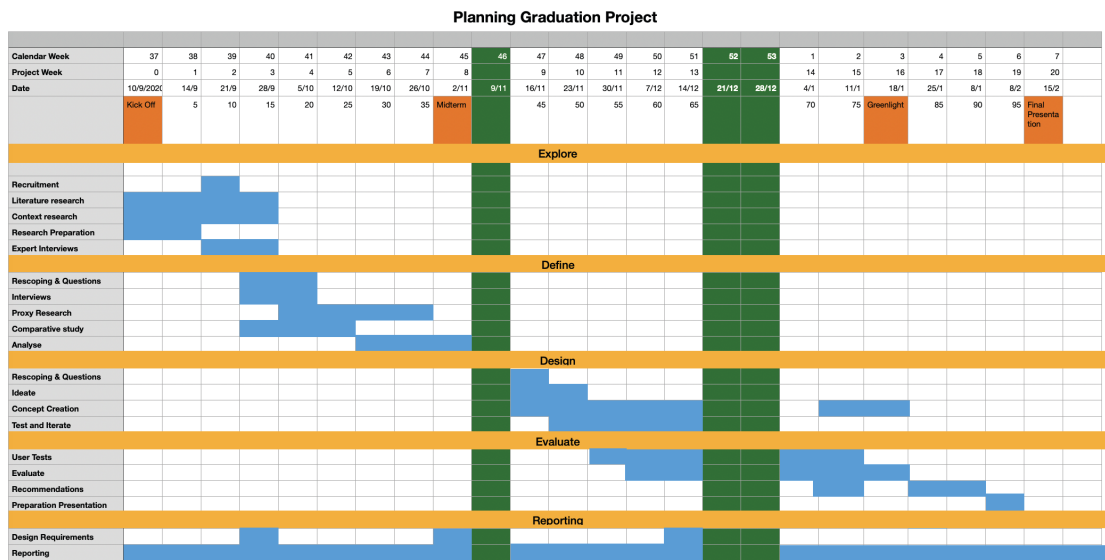 Planning Graduation Project
Calendar Week 37 38 39 40 41 42 43 44 45 46 47 48 49 50 51 52 53 1 2 3 4 5 6 7
Project Week 0 1 2 3 4 5 6 7 8 9 10 11 12 13 14 15 16 17 18 19 20
Date 10/9/2020 14/9 21/9 28/9 5/10 12/10 19/10 26/10 2/11 9/11 16/11 23/11 30/11 7/12 14/12 21/12 28/12 4/1 11/1 18/1 25/1 8/1 8/2 15/2
Kick Off 5 10 15 20 25 30 35 Midterm 45 50 55 60 65 70 75 Greenlight 85 90 95 Final
Presenta
tion
Explore
Recruitment
Literature research
Context research
Research Preparation
Expert Interviews
Define
Rescoping & Questions
Interviews
Proxy Research
Comparative study
Analyse
Design
Rescoping & Questions
Ideate
Concept Creation
Test and Iterate
Evaluate
User Tests
Evaluate
Recommendations
Preparation Presentation
Reporting
Design Requirements
Reporting